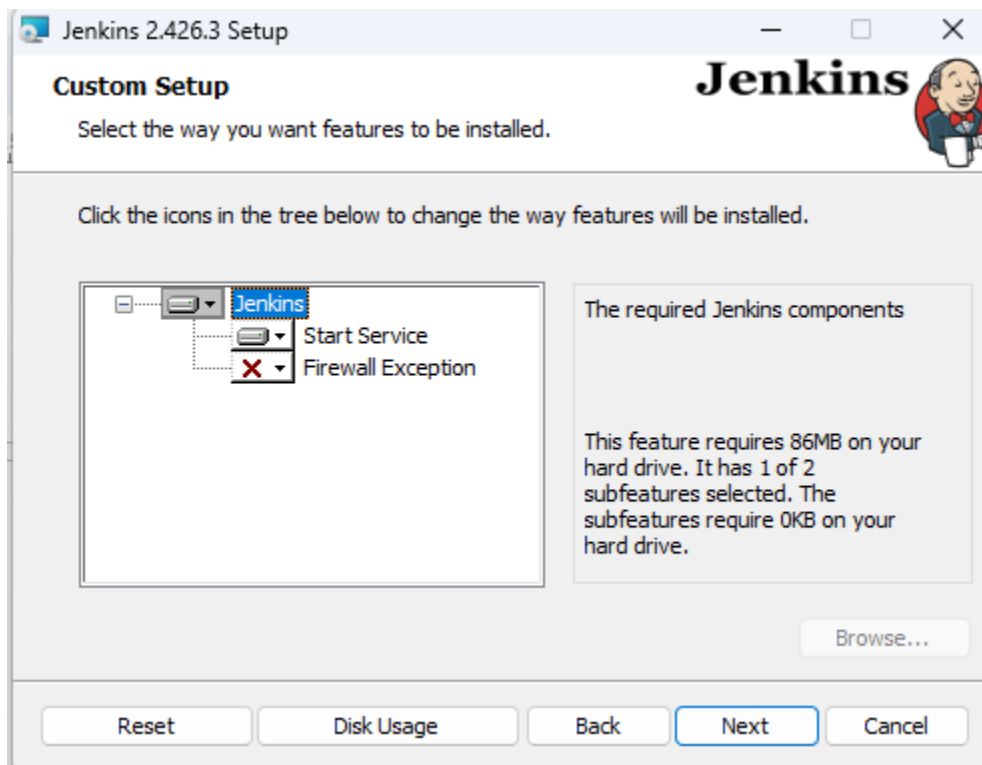 Jenkins 2.426.3 Setup
Custom Setup
Jenkins
Select the way you want features to be installed.
Click the icons in the tree below to change the way features will be installed.
Jenkins
Start Service
Firewall Exception
The required Jenkins components
This feature requires 86MB on your
hard drive. It has 1 of 2
subfeatures selected. The
subfeatures require 0KB on your
hard drive.
Browse...
Reset
Disk Usage
Back
Next
Cancel